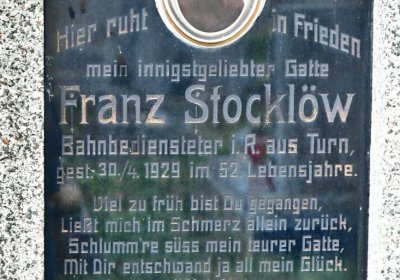 Hier ruht in Frieden
mein innigstgeliebter Gatte
Franz Stocklöw
Bahnbediensteter i. R. aus Turn,
gest. 30./4. 1929 im 52. Lebensjahre.
Viel zu früh bist Du gegangen,
Ließt mich im Schmerz allein zurück,
Schlumm're süss mein teurer Gatte,
Mit Dir entschwand ja all mein Glück.